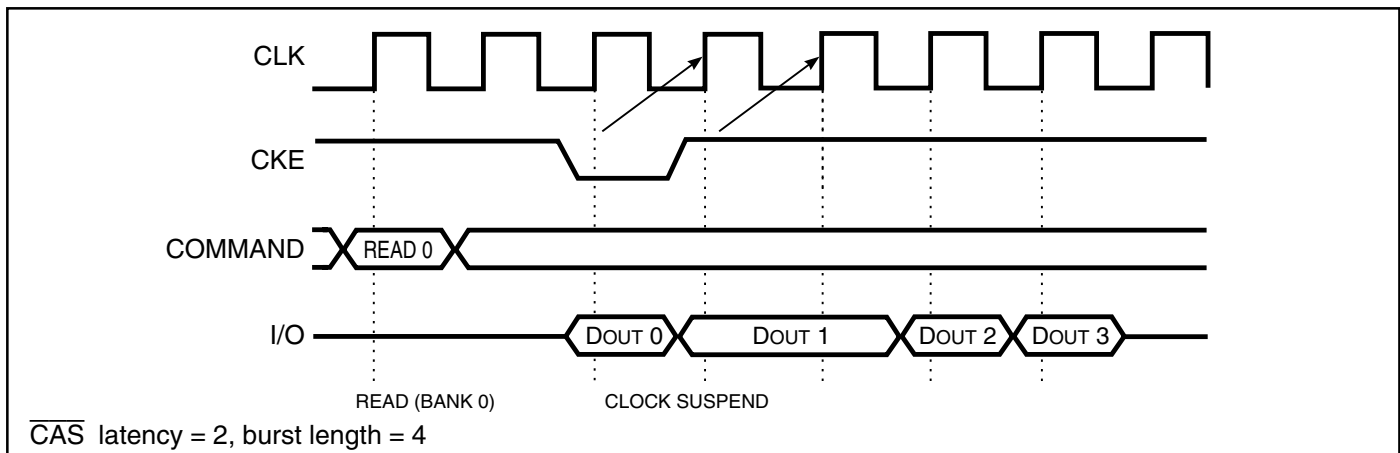 CLK
CKE
COMMAND READ 0
I/O DOUT 0 DOUT 1 DOUT 2 DOUT 3
READ (BANK 0) CLOCK SUSPEND
CAS latency = 2, burst length = 4